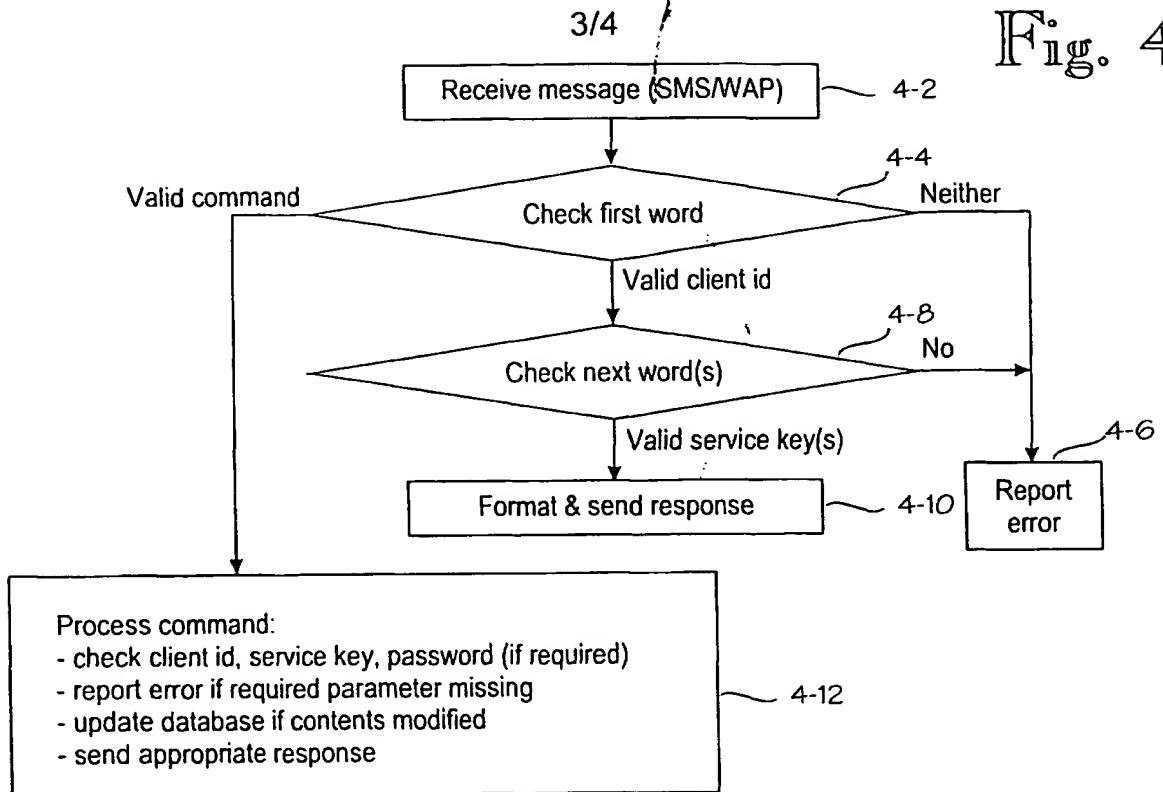 3/4
Fig. 4
Receive message (SMS/WAP)
4-2
4-4
Valid command
Neither
Check first word
Valid client id
4-8
No
Check next word(s)
Valid service key(s)
4-6
Format & send response
4-10
Report
error
Process command:
- check client id, service key, password (if required)
- report error if required parameter missing
- update database if contents modified
- send appropriate response
4-12